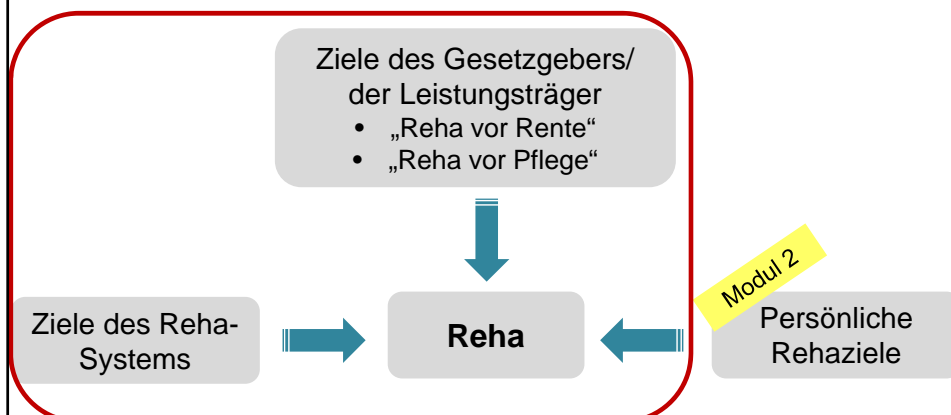 Ziele des Gesetzgebers/
der Leistungsträger
• „Reha vor Rente“
• „Reha vor Pflege“
Modul 2
Ziele des Reha-
Systems
Reha
Persönliche
Rehaziele